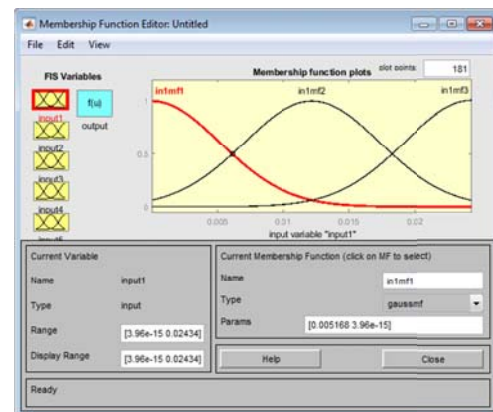 Membership Function Editor: Untitled
File Edit View
FIS Variables
Membership function plots
plot points:
181
input1
f(u)
output
input2
input3
input4
in1mf1
in1mf2
in1mf3
1
0.5
0
0.005
0.01
0.015
0.02
input variable "input1"
Current Variable
Name input1
Type input
Range [3.96e-15 0.02434]
Display Range [3.96e-15 0.02434]
Current Membership Function (click on MF to select)
Name in1mf1
Type gaussmf
Params [0.005168 3.96e-15]
Help
Close
Ready